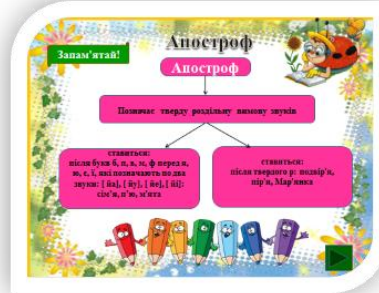 Апостроф
Запам'ятай!
Апостроф
Позначає тверду роздільну вимову звуків
ставиться:
після букв б, п, в, м, ф перед я,
ю, є, ї, які позначають по два
звуки: [ йа], [ йу], [ йе], [ йі]:
сім'я, п'ю, м'ята
ставиться:
після твердого р: подвір'я,
пір'я, Мар'янка